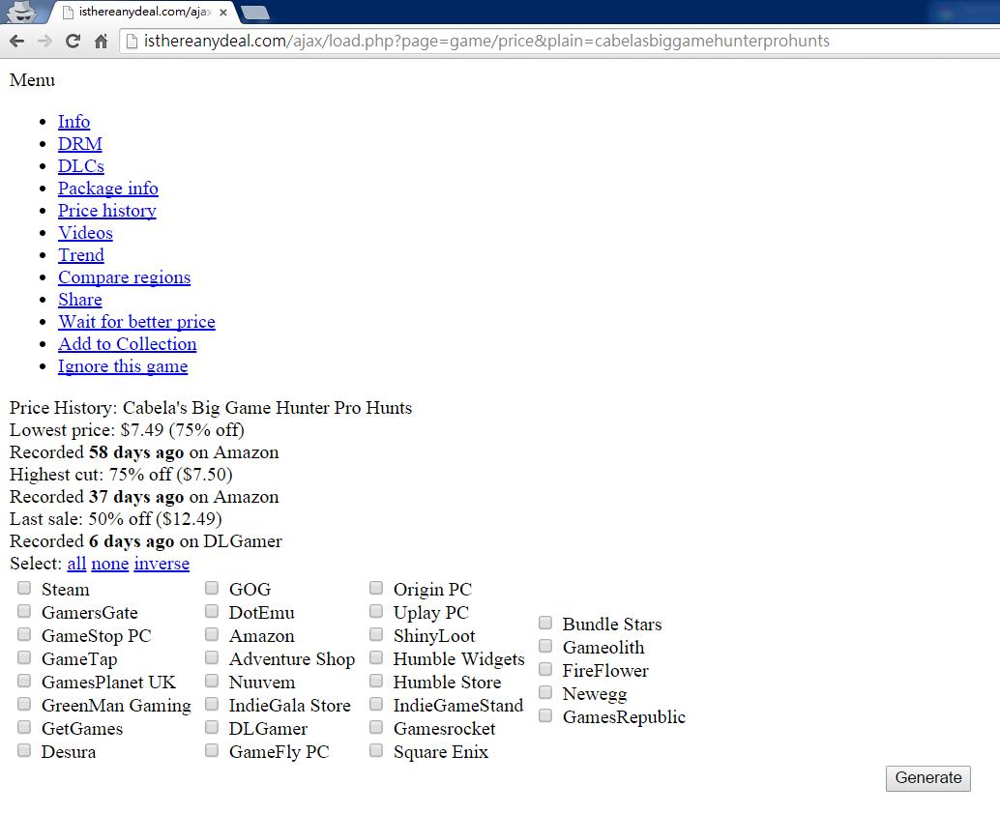 isthereanydeal.com/ajax
isthereanydeal.com/ajax/load.php?page=game/price&plain=cabelasbiggamehunterprohunts
Menu
Info
DRM
DLCs
Package info
Price history
Videos
Trend
Compare regions
Share
Wait for better price
Add to Collection
Ignore this game
Price History: Cabela's Big Game Hunter Pro Hunts
Lowest price: $7.49 (75% off)
Recorded 58 days ago on Amazon
Highest cut: 75% off ($7.50)
Recorded 37 days ago on Amazon
Last sale: 50% off ($12.49)
Recorded 6 days ago on DLGamer
Select: all none inverse
Steam
GamersGate
GameStop PC
GameTap
GamesPlanet UK
GreenMan Gaming
GetGames
Desura
GOG
DotEmu
Amazon
Adventure Shop
Nuuvem
IndieGala Store
DLGamer
GameFly PC
Origin PC
Uplay PC
ShinyLoot
Humble Widgets
Humble Store
IndieGameStand
Gamesrocket
Square Enix
Bundle Stars
Gameolith
FireFlower
Newegg
GamesRepublic
Generate